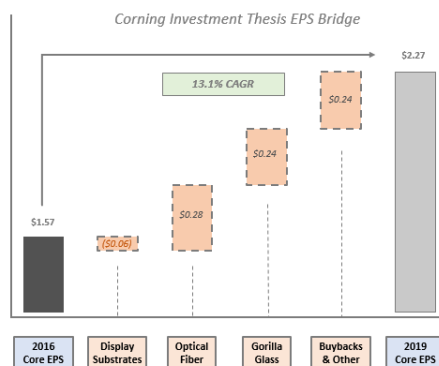 Corning Investment Thesis EPS Bridge
$2.27
13.1% CAGR
$0.24
$0.24
$0.28
$1.57
($0.06)
2016
Core EPS
Display
Substrates
Optical
Fiber
Gorilla
Glass
Buybacks
& Other
2019
Core EPS